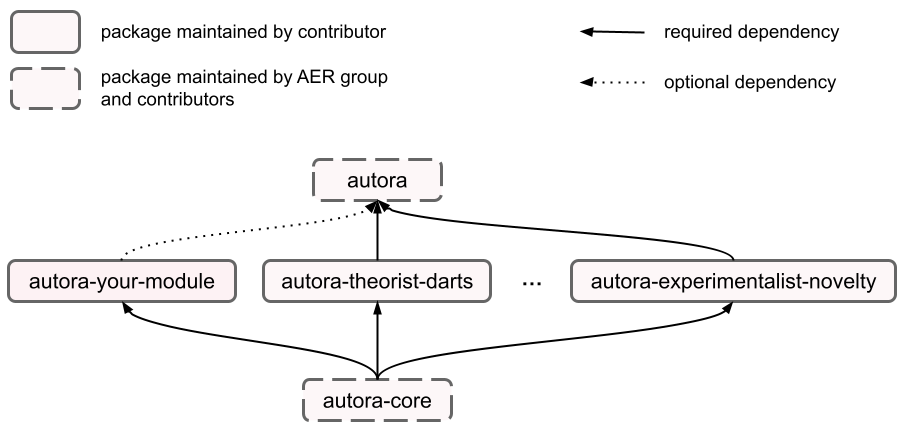 package maintained by contributor
required dependency
package maintained by AER group
and contributors
optional dependency
autora
autora-your-module
autora-theorist-darts
...
autora-experimentalist-novelty
autora-core